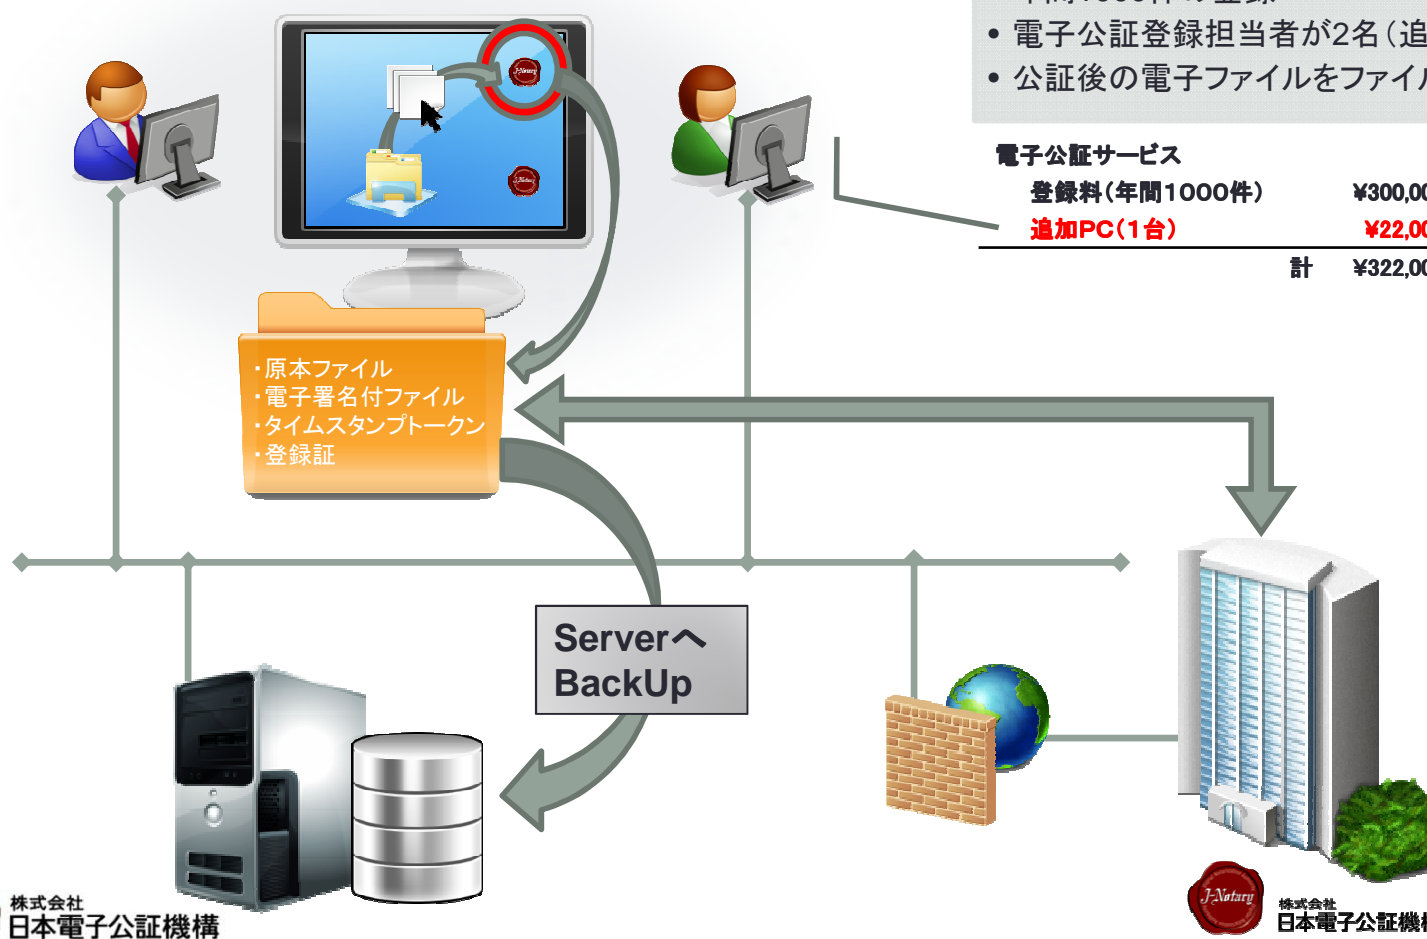 • 電子公証登録担当者が2名（追
• 公証後の電子ファイルをファイル
電子公証サービス
登録料（年間1000件） ¥300,00
追加PC（1台） ¥22,00
計 ¥322,00
J-Notary
J-Notary
・原本ファイル
・電子署名付ファイル
・タイムスタンプトークン
・登録証
Serverへ
BackUp
株式会社
日本電子公証機構
J-Notary
株式会社
日本電子公証機